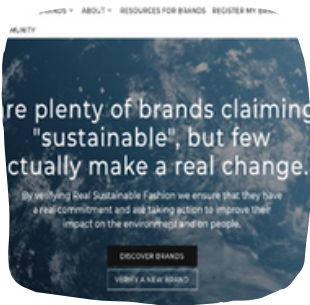 ABOUT RESOURCES FOR BRANDS REGISTER MY
MUNITY
re plenty of brands claiming
"sustainable", but few
ctually make a real change.
By verifying Real Sustainable Fashion we ensure that they have
a real commitment and are taking action to improve their
impact on the environment and on people.
DISCOVER BRANDS
VERIFY A NEW BRAND